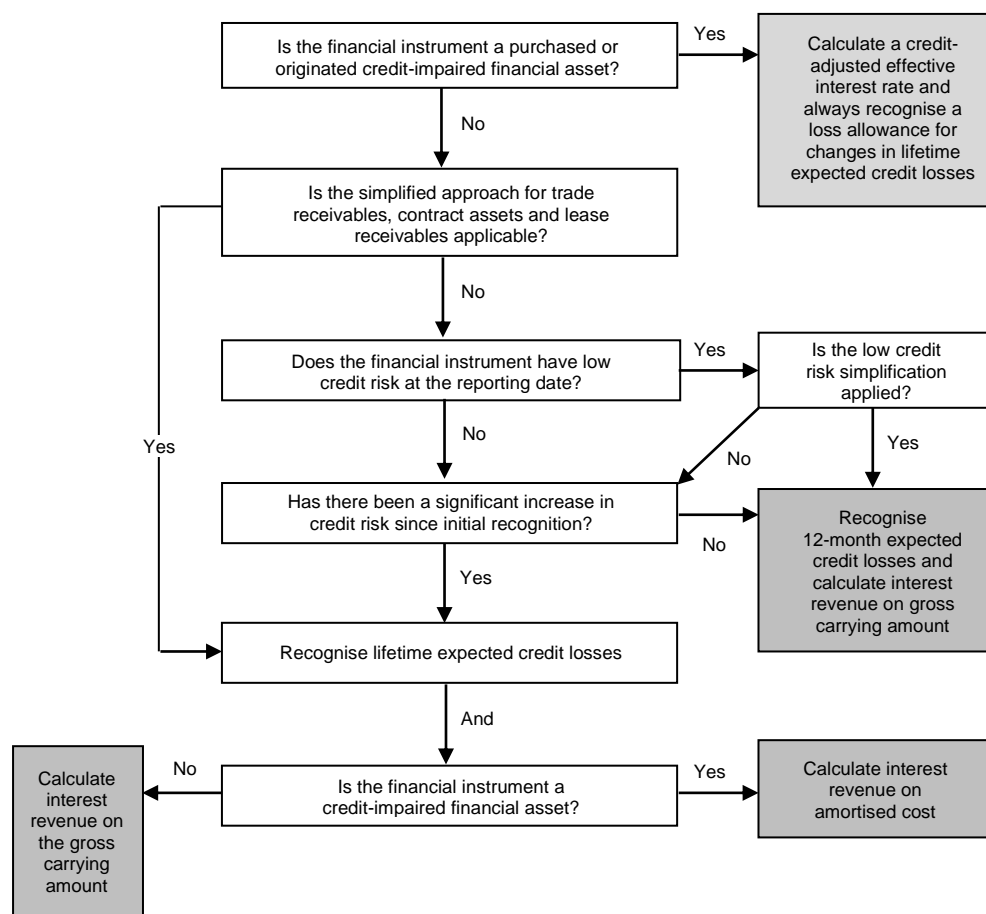 Is the financial instrument a purchased or
originated credit-impaired financial asset?
Yes
Calculate a credit-
adjusted effective
interest rate and
always recognise a
loss allowance for
changes in lifetime
expected credit losses
No
Is the simplified approach for trade
receivables, contract assets and lease
receivables applicable?
No
Does the financial instrument have low
credit risk at the reporting date?
Yes
Is the low credit
risk simplification
applied?
Yes
No
No
Yes
Has there been a significant increase in
credit risk since initial recognition?
No
Recognise
12-month expected
credit losses and
calculate interest
revenue on gross
carrying amount
Yes
Recognise lifetime expected credit losses
And
Is the financial instrument a
credit-impaired financial asset?
No
Calculate
interest
revenue on
the gross
carrying
amount
Yes
Calculate interest
revenue on
amortised cost